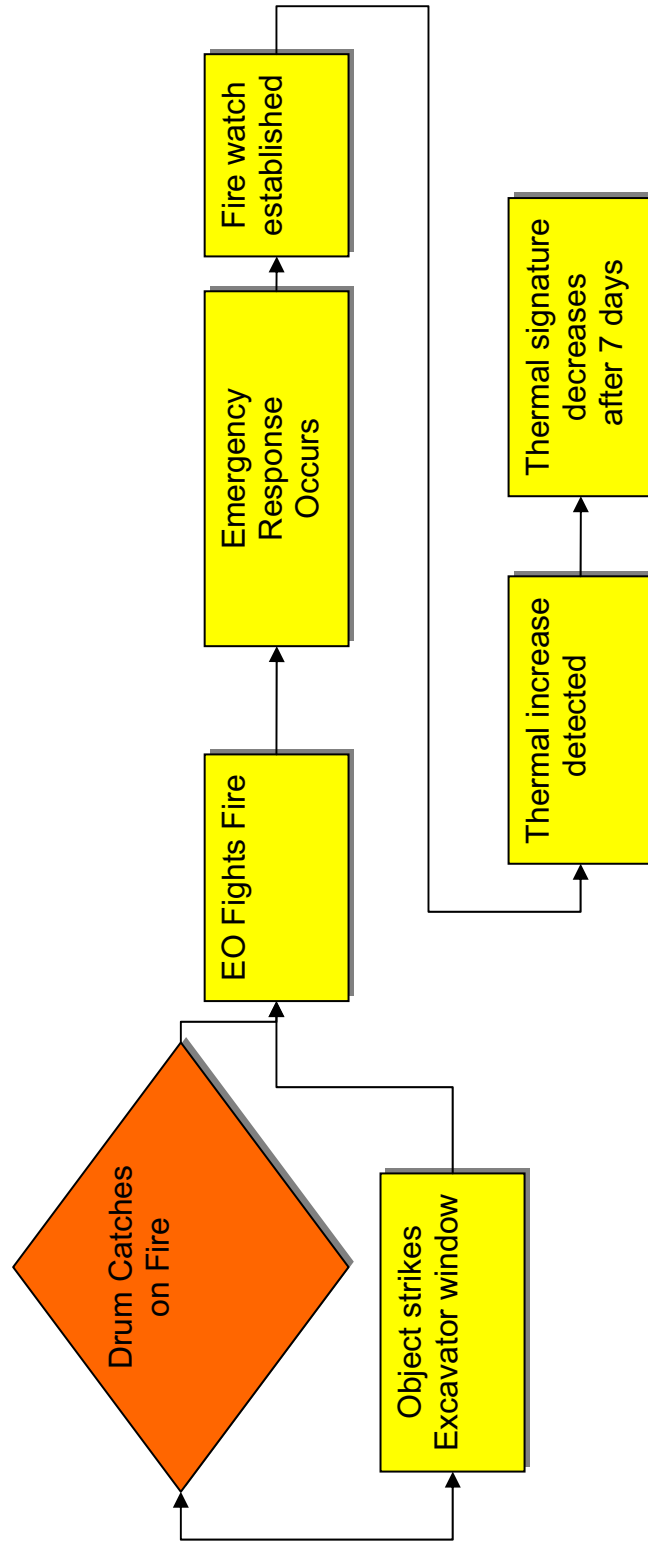 Drum Catches
on Fire
Object strikes
Excavator window
EO Fights Fire
Emergency
Response
Occurs
Fire watch
established
Thermal increase
detected
Thermal signature
decreases
after 7 days